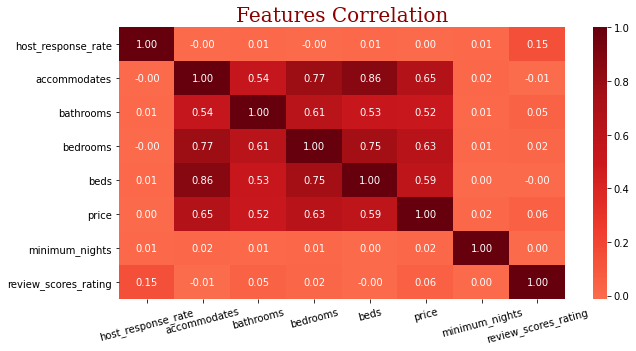 Features Correlation
host_response_rate 1.00 -0.00 0.01 -0.00 0.01 0.00 0.01 0.15
accommodates -0.00 1.00 0.54 0.77 0.86 0.65 0.02 -0.01
bathrooms 0.01 0.54 1.00 0.61 0.53 0.52 0.01 0.05
bedrooms -0.00 0.77 0.61 1.00 0.75 0.63 0.01 0.02
beds 0.01 0.86 0.53 0.75 1.00 0.59 0.00 -0.00
price 0.00 0.65 0.52 0.63 0.59 1.00 0.02 0.06
minimum_nights 0.01 0.02 0.01 0.01 0.00 0.02 1.00 0.00
review_scores_rating 0.15 -0.01 0.05 0.02 -0.00 0.06 0.00 1.00
host_response_rate accommodates bathrooms bedrooms beds price minimum_nights review_scores_rating
1.0
0.8
0.6
0.4
0.2
0.0